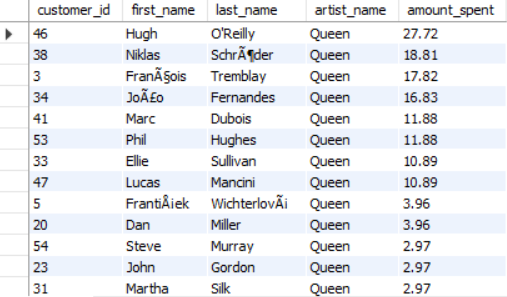 customer_id first_name last_name artist_name amount_spent
46 Hugh O'Reilly Queen 27.72
38 Niklas SchrÃ¶der Queen 18.81
3 FranÃ§ois Tremblay Queen 17.82
34 JoÃ£o Fernandes Queen 16.83
41 Marc Dubois Queen 11.88
53 Phil Hughes Queen 11.88
33 Ellie Sullivan Queen 10.89
47 Lucas Mancini Queen 10.89
5 FrantiÅiek WichterlovÃi Queen 3.96
20 Dan Miller Queen 3.96
54 Steve Murray Queen 2.97
23 John Gordon Queen 2.97
31 Martha Silk Queen 2.97